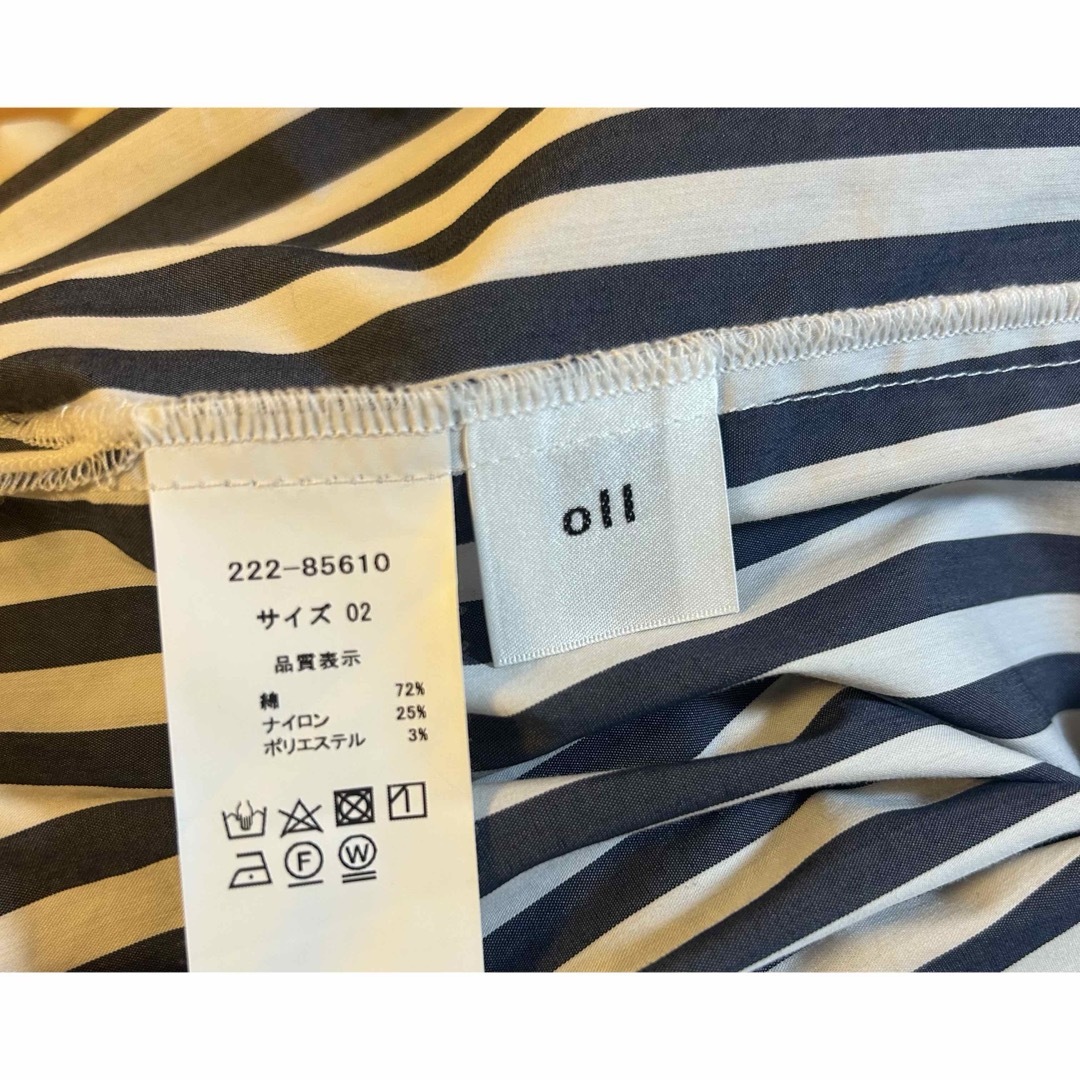 oll
222-85610
サイズ 02
品質表示
綿 72%
ナイロン 25%
ポリエステル 3%
F W